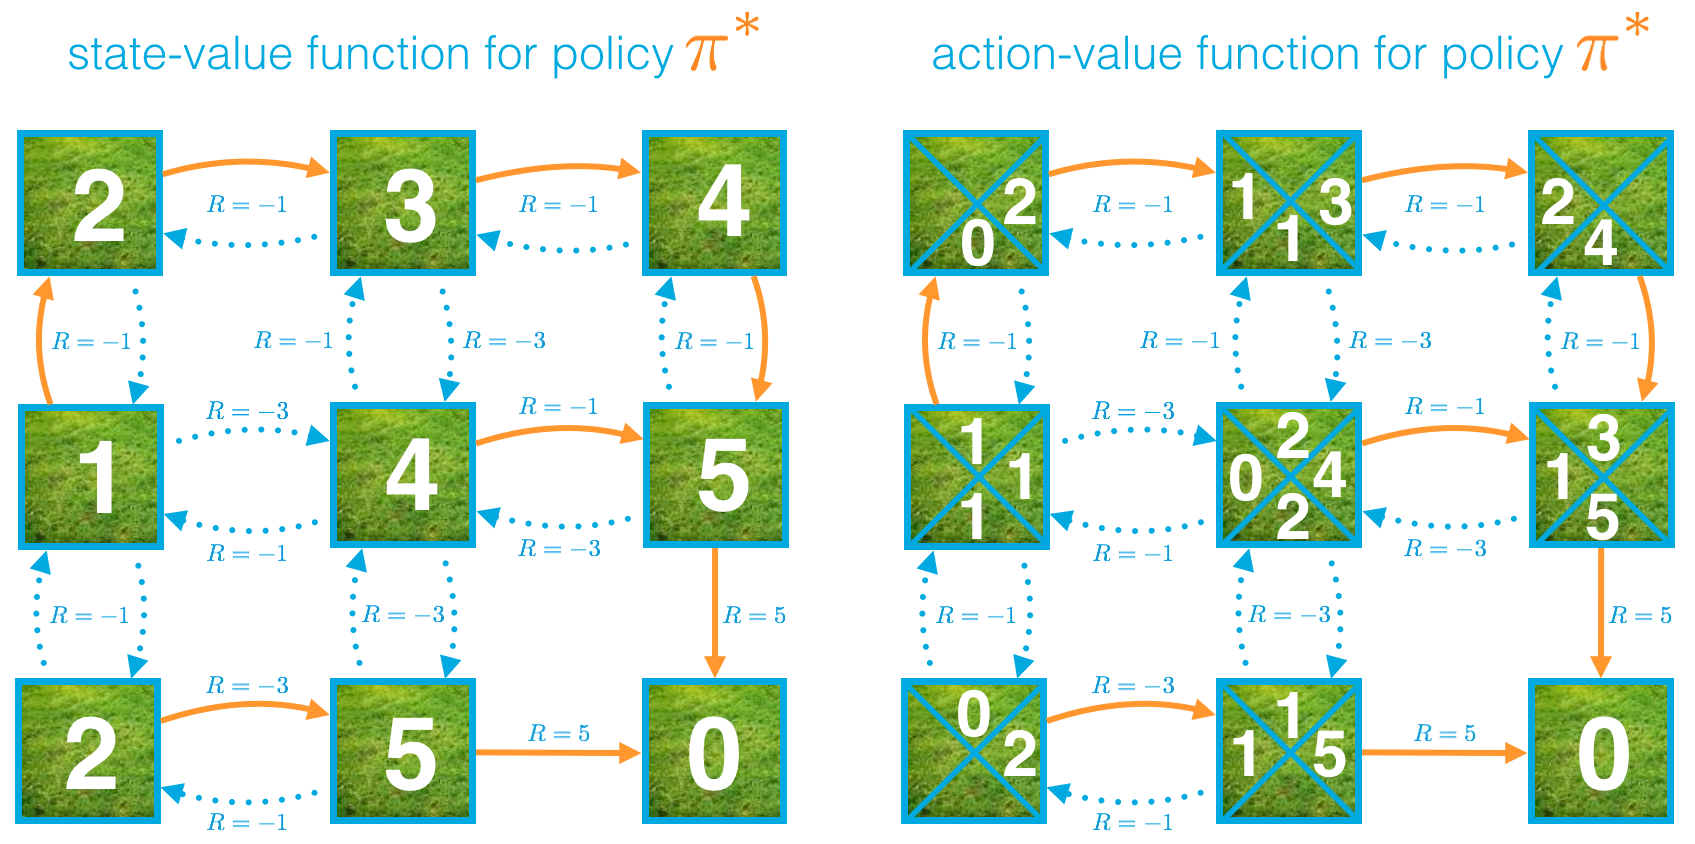 state-value function for policy π*
action-value function for policy π*
2 R = −1 3 R = −1 4
R = −1 R = −1 R = −3 R = −1
R = −3 R = −1
1 4 5
R = −1 R = −3
R = −1 R = −3 R = 5
R = −3
2 5 R = 5 0
R = −1
2 0 R = −1 1 3 1 R = −1 2 4
R = −1 R = −1 R = −3 R = −1
R = −3 R = −1
1 1 1 2 0 4 2 3 1 5
R = −1 R = −3
R = −1 R = −3 R = 5
R = −3
0 2 1 1 5 R = 5 0
R = −1